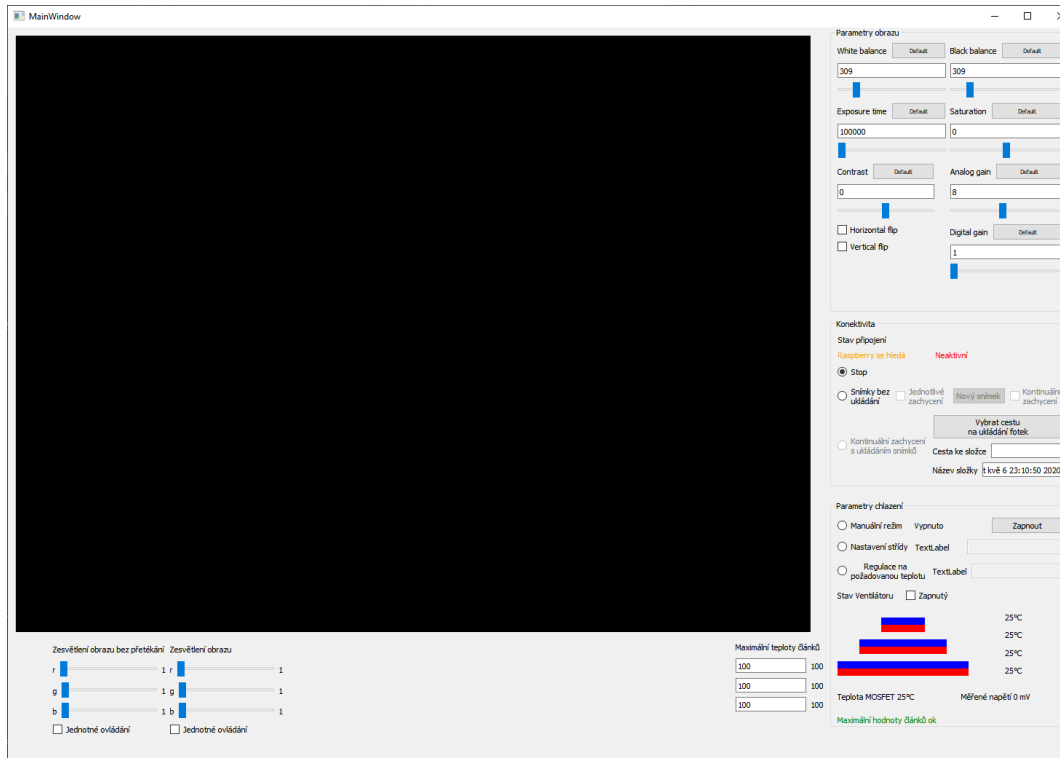 MainWindow
Parametry obrazu
White balance Default Black balance Default
309 309
Exposure time Default Saturation Default
100000 0
Contrast Default Analog gain Default
0 8
Horizontal flip Digital gain Default
Vertical flip
1
Konektivita
Stav připojení
Raspberry se hledá Neaktivní
Stop
Snímky bez ukládání
Jednotlivé zachycení
Nový snímek
Kontinuální zachycení
Vybrat cestu
na ukládání fotek
Kontinuální zachycení
s ukládáním snímků
Cesta ke složce
Název složky t kvě 6 23:10:50 2020
Parametry chlazení
Manuální režim Vypnuto Zapnout
Nastavení střídy TextLabel
Regulace na
požadovanou teplotu
TextLabel
Stav Ventilátoru Zapnutý
25°C
25°C
25°C
25°C
Teplota MOSFET 25°C Měřené napětí 0 mV
Maximální hodnoty článků ok
Zesvětlení obrazu bez přetékání Zesvětlení obrazu
r 1 r 1
g 1 g 1
b 1 b 1
Jednotné ovládání Jednotné ovládání
Maximální teploty článků
100 100
100 100
100 100